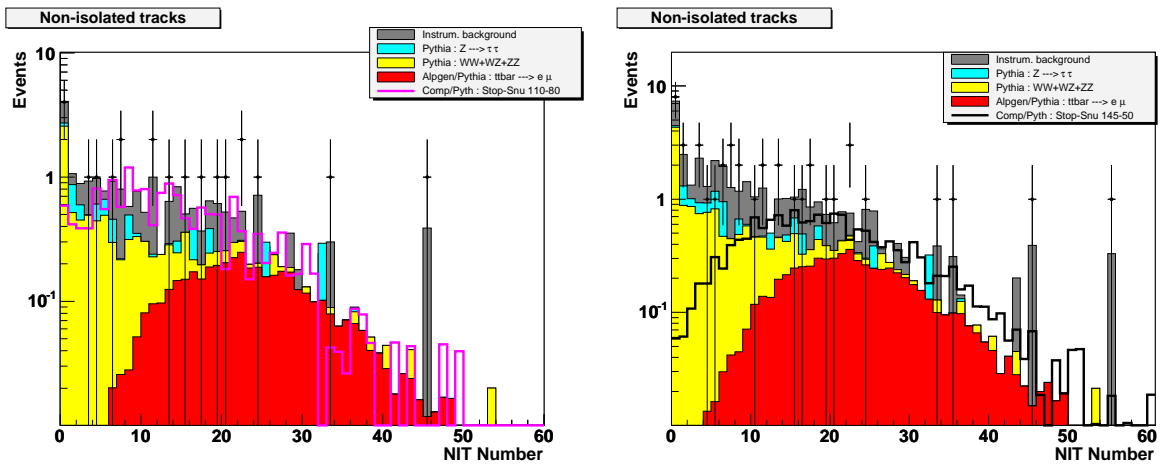 Non-isolated tracks
Events
10
1
10⁻¹
Instrum. background
Pythia : Z ---> τ τ
Pythia : WW+WZ+ZZ
Alpgen/Pythia : ttbar ---> e μ
Comp/Pyth : Stop-Snu 110-80
0 10 20 30 40 50 60
NIT Number
Non-isolated tracks
Events
10
1
10⁻¹
Instrum. background
Pythia : Z ---> τ τ
Pythia : WW+WZ+ZZ
Alpgen/Pythia : ttbar ---> e μ
Comp/Pyth : Stop-Snu 145-50
0 10 20 30 40 50 60
NIT Number